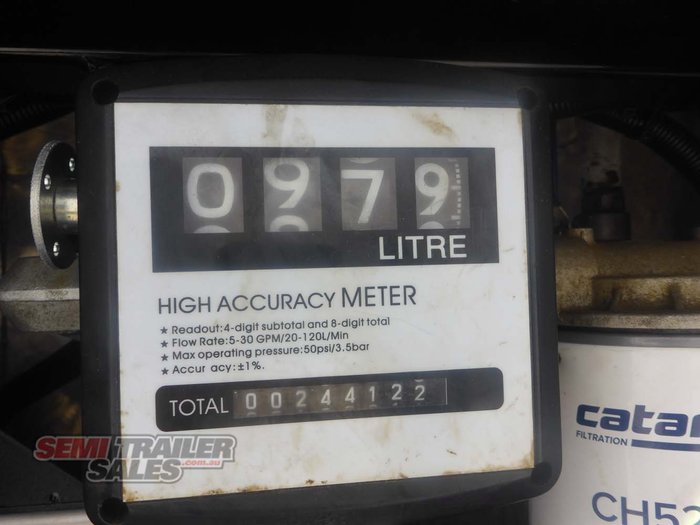 0979
LITRE
HIGH ACCURACY METER
★ Readout:4-digit subtotal and 8-digit total
★ Flow Rate:5-30 GPM/20-120L/Min
★ Max operating pressure:50psi/3.5bar
★ Accur acy:±1%.
TOTAL 00244122
SEMI TRAILER
SALES.com.au
FILTRATION